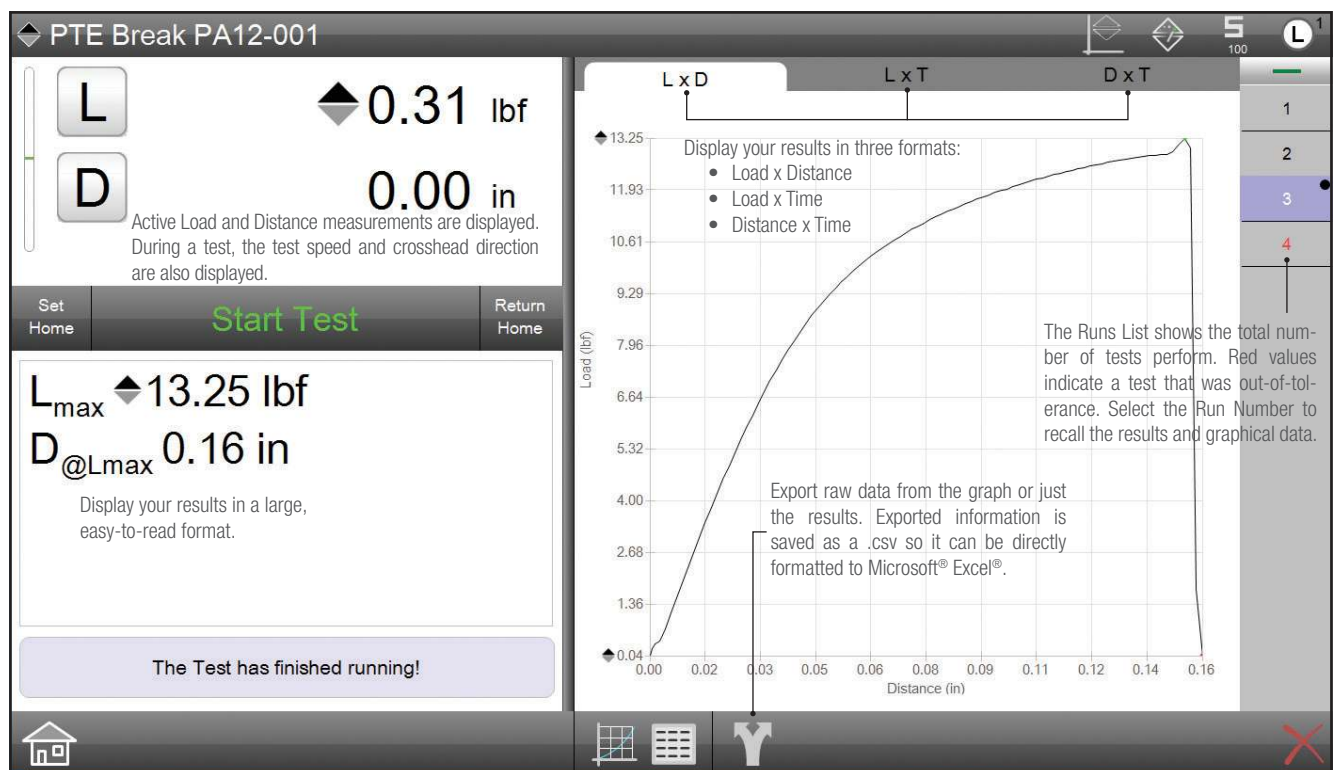 PTE Break PA12-001
5
100
L
1
L
0.31 lbf
D
0.00 in
Active Load and Distance measurements are displayed.
During a test, the test speed and crosshead direction
are also displayed.
Set
Home
Start Test
Return
Home
Lmax 13.25 lbf
D@Lmax 0.16 in
Display your results in a large,
easy-to-read format.
The Test has finished running!
L x D
L x T
D x T
Display your results in three formats:
• Load x Distance
• Load x Time
• Distance x Time
13.25
11.93
10.61
9.29
7.96
6.64
5.32
4.00
2.68
1.36
0.04
Load (lbf)
0.00 0.02 0.03 0.05 0.06 0.08 0.09 0.11 0.12 0.14 0.16
Distance (in)
Export raw data from the graph or just
the results. Exported information is
saved as a .csv so it can be directly
formatted to Microsoft® Excel®.
1
2
3
4
The Runs List shows the total num-
ber of tests perform. Red values
indicate a test that was out-of-tol-
erance. Select the Run Number to
recall the results and graphical data.